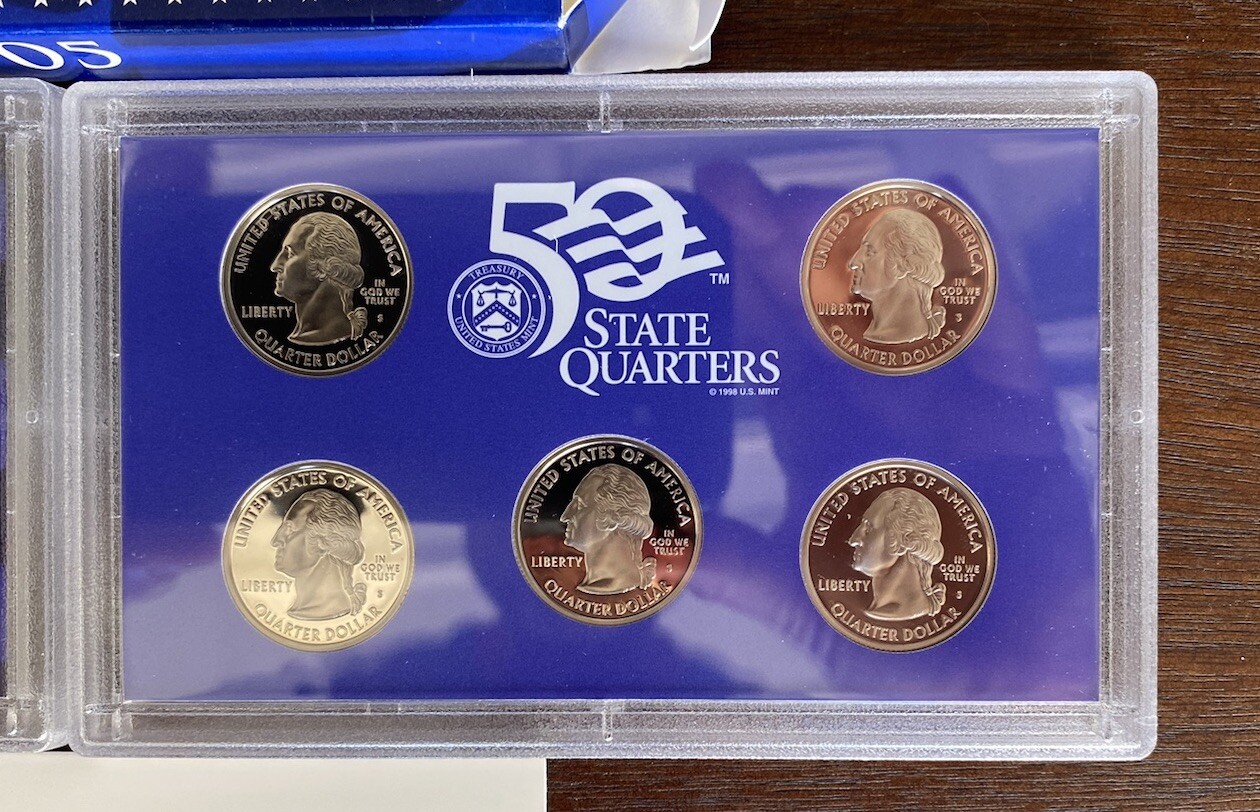 05
UNITED STATES OF AMERICA
IN
GOD WE
TRUST
LIBERTY
S
QUARTER DOLLAR
50
TM
TREASURY
UNITED STATES MINT
STATE
QUARTERS
© 1998 U.S. MINT
UNITED STATES OF AMERICA
IN
GOD WE
TRUST
LIBERTY
S
QUARTER DOLLAR
UNITED STATES OF AMERICA
IN
GOD WE
TRUST
LIBERTY
S
QUARTER DOLLAR
UNITED STATES OF AMERICA
IN
GOD WE
TRUST
LIBERTY
S
QUARTER DOLLAR
UNITED STATES OF AMERICA
IN
GOD WE
TRUST
LIBERTY
S
QUARTER DOLLAR